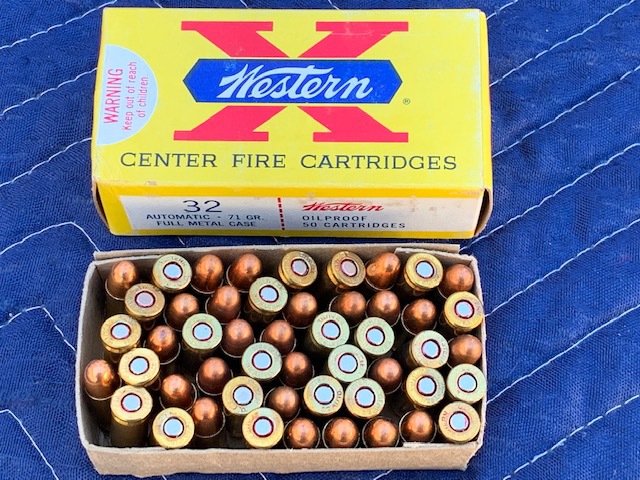 X
Western
®
WARNING
Keep out of reach
of children
CENTER FIRE CARTRIDGES
32
AUTOMATIC - 71 GR.
FULL METAL CASE
Western
OILPROOF
50 CARTRIDGES